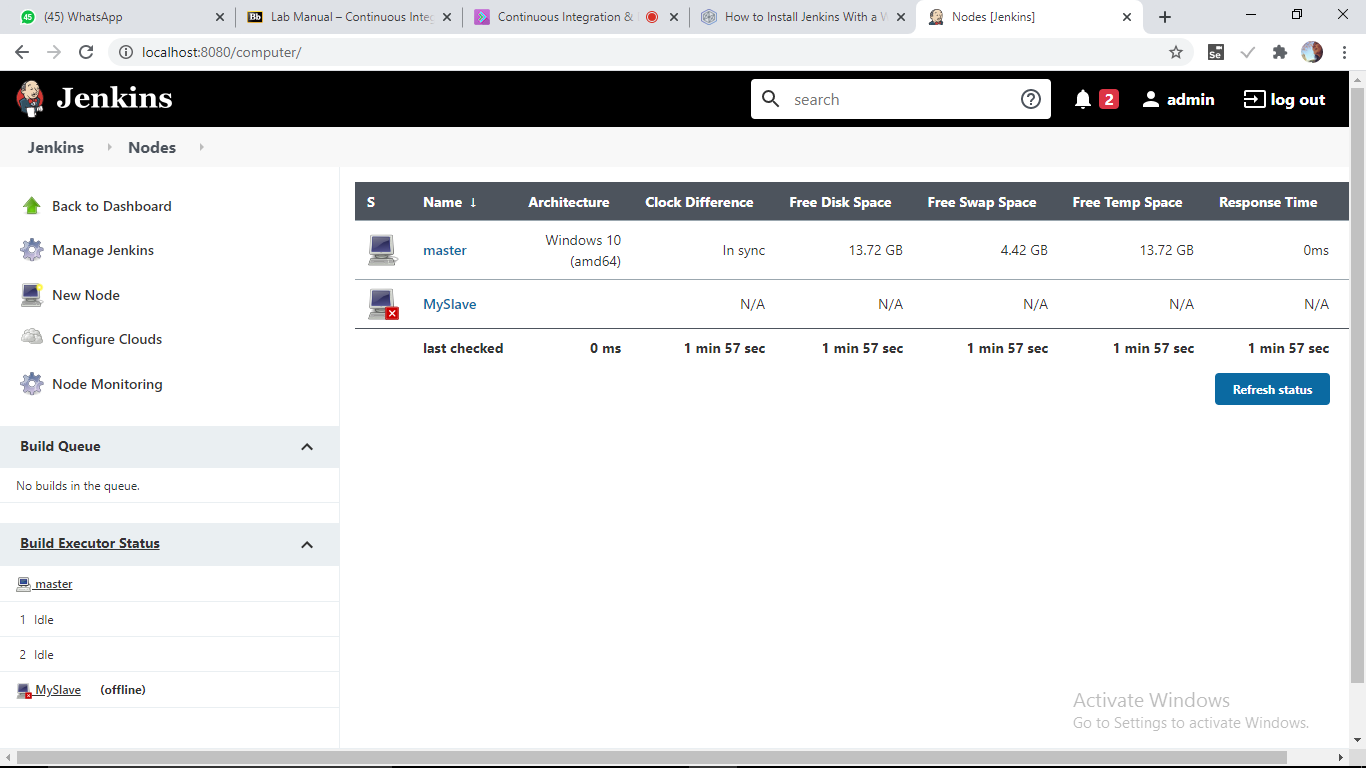 (45) WhatsApp
Bb Lab Manual – Continuous Integ
Continuous Integration &
How to Install Jenkins With a W
Nodes [Jenkins]
localhost:8080/computer/
Se
Jenkins
search
2
admin
log out
Jenkins Nodes
Back to Dashboard
Manage Jenkins
New Node
Configure Clouds
Node Monitoring
S Name ↓ Architecture Clock Difference Free Disk Space Free Swap Space Free Temp Space Response Time
master Windows 10 (amd64) In sync 13.72 GB 4.42 GB 13.72 GB 0ms
MySlave N/A N/A N/A N/A N/A
last checked 0 ms 1 min 57 sec 1 min 57 sec 1 min 57 sec 1 min 57 sec 1 min 57 sec
Refresh status
Build Queue
No builds in the queue.
Build Executor Status
master
1 Idle
2 Idle
MySlave (offline)
Activate Windows
Go to Settings to activate Windows.